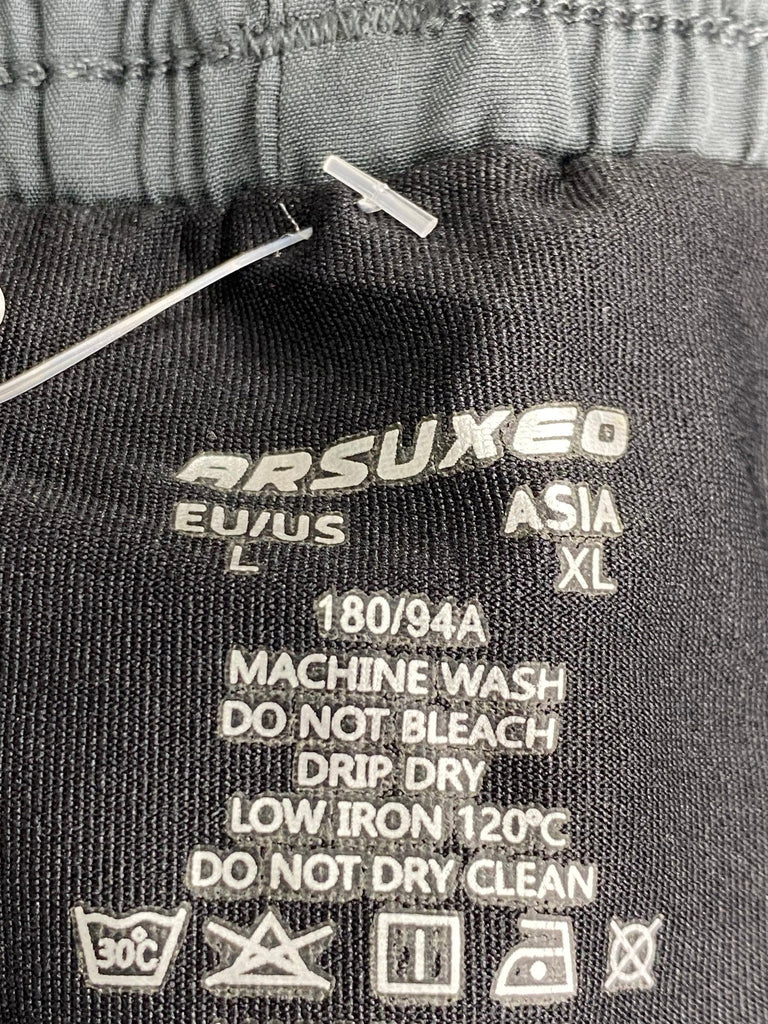 ARSUXEO
EU/US ASIA
L XL
180/94A
MACHINE WASH
DO NOT BLEACH
DRIP DRY
LOW IRON 120℃
DO NOT DRY CLEAN
30℃